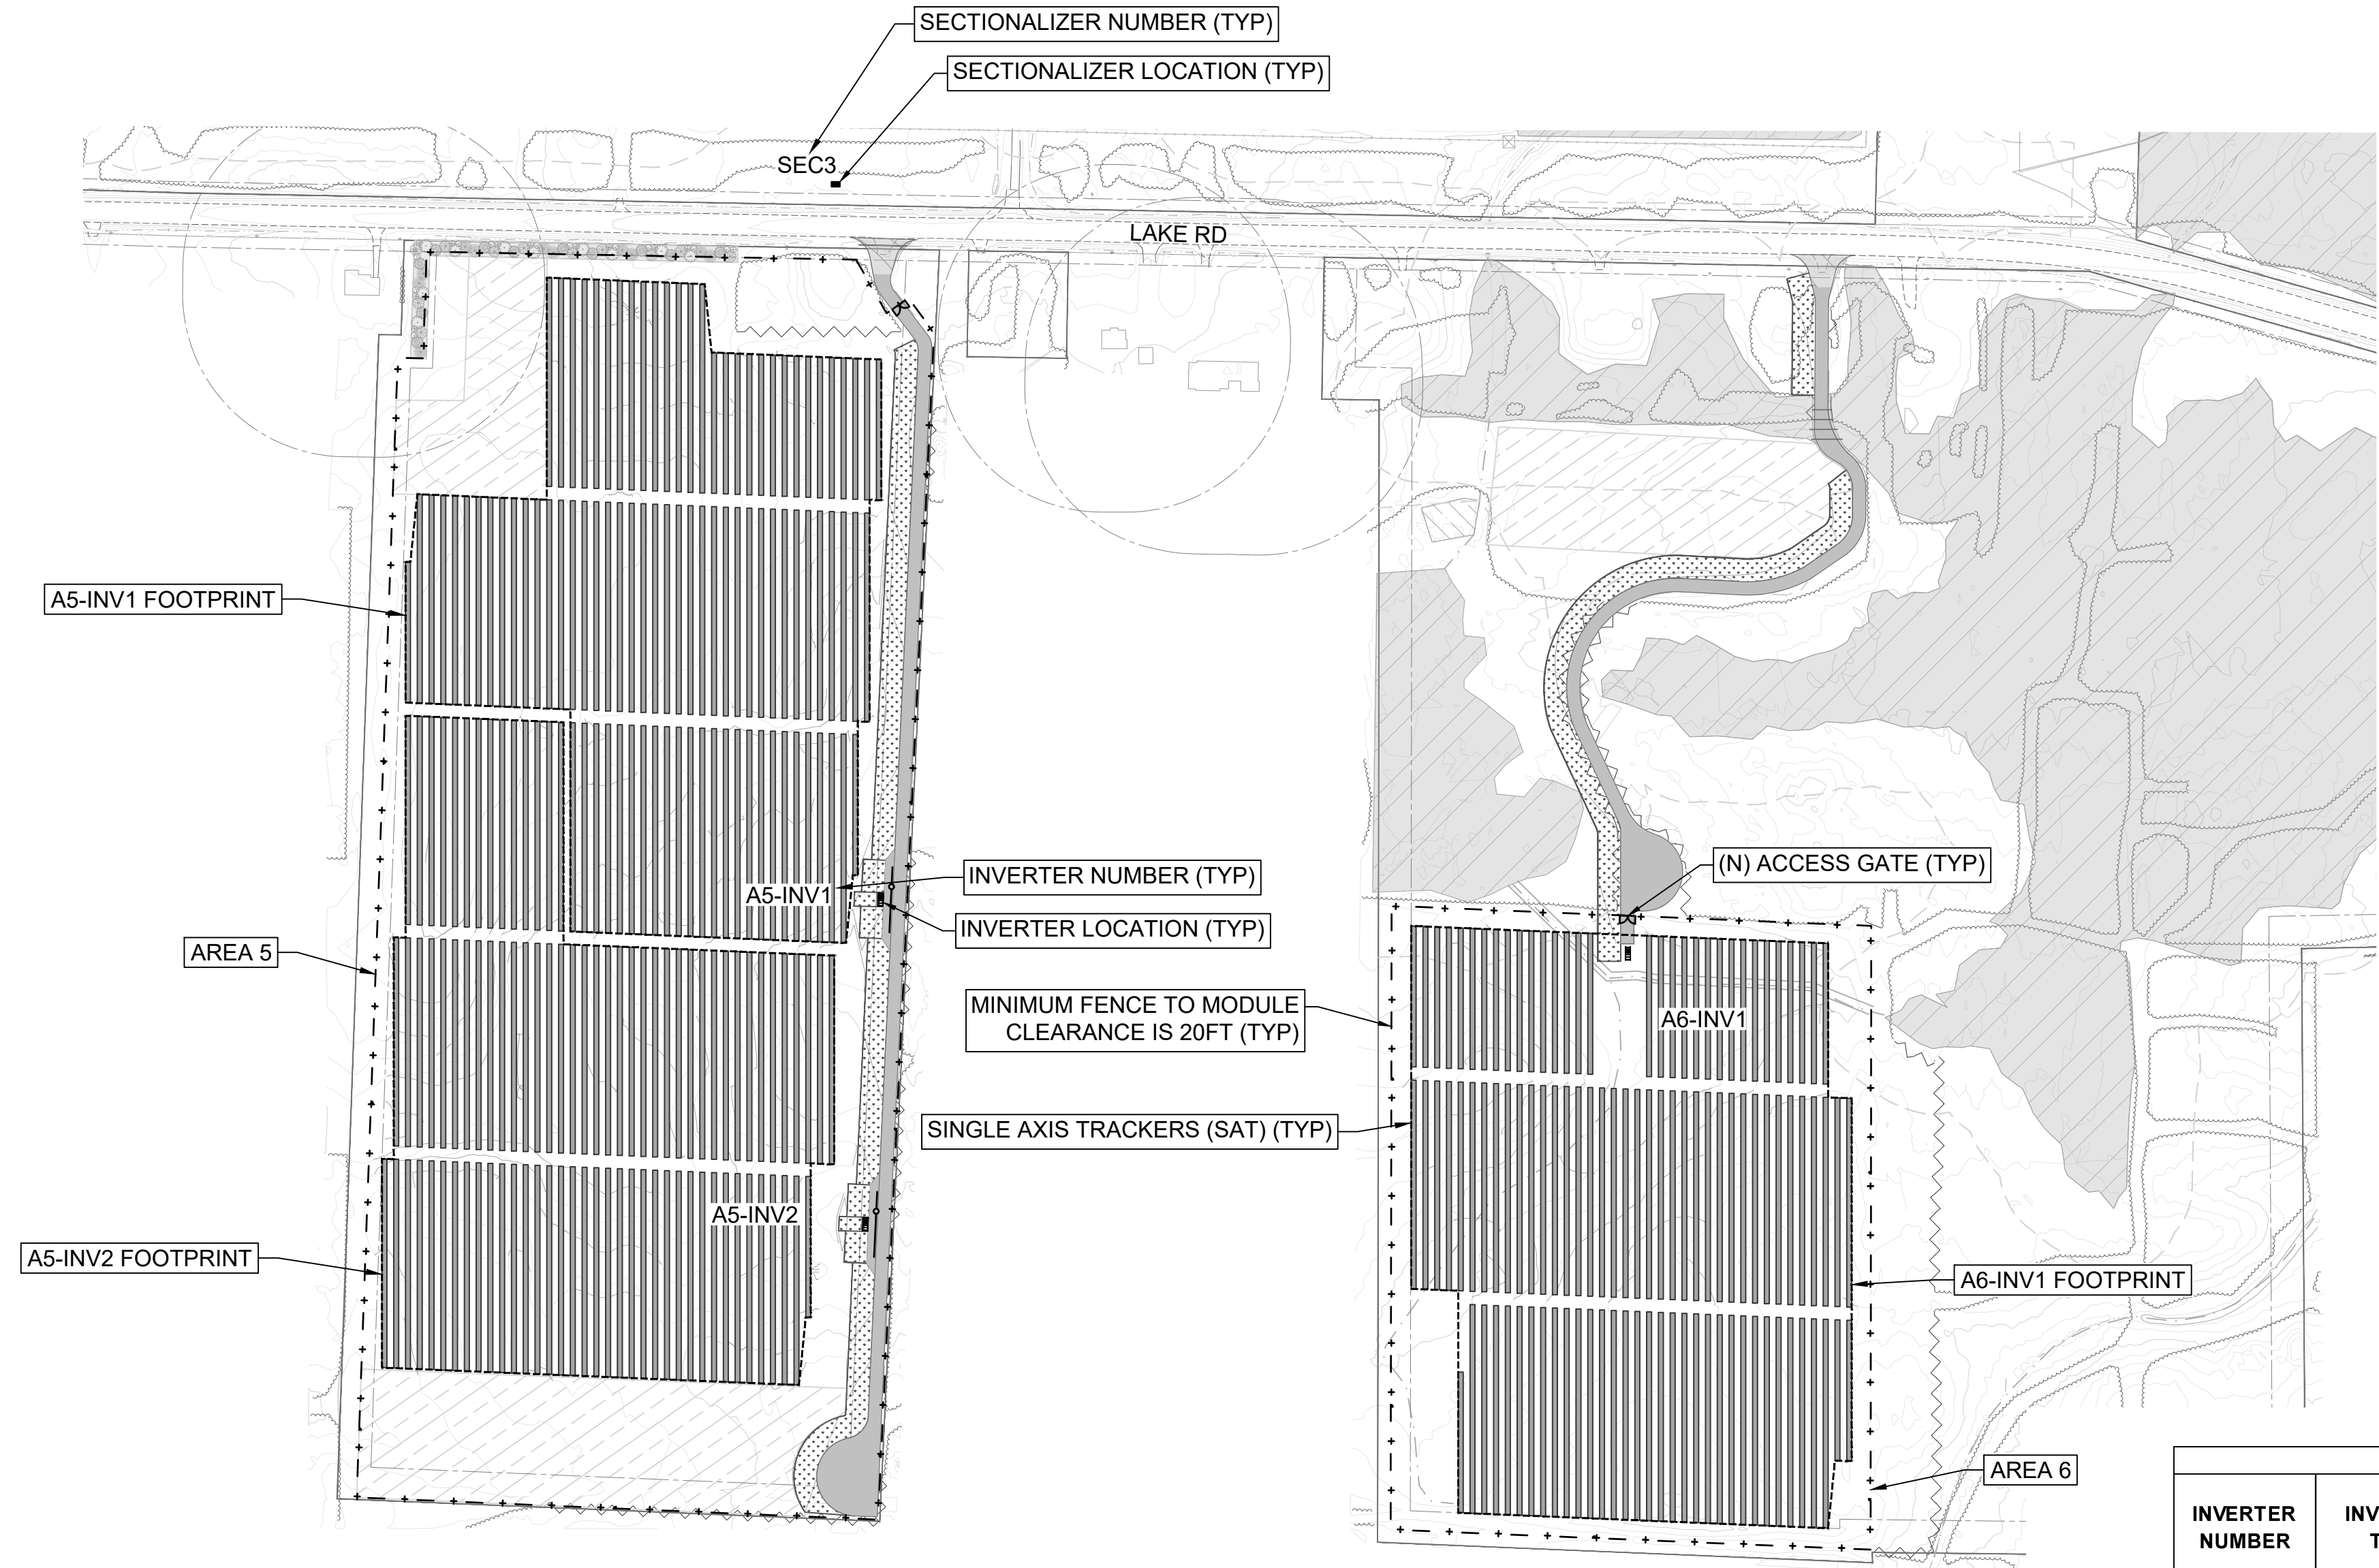 SECTIONALIZER NUMBER (TYP)
SECTIONALIZER LOCATION (TYP)
SEC3
LAKE RD
A5-INV1 FOOTPRINT
INVERTER NUMBER (TYP)
A5-INV1
INVERTER LOCATION (TYP)
(N) ACCESS GATE (TYP)
AREA 5
MINIMUM FENCE TO MODULE
CLEARANCE IS 20FT (TYP)
A6-INV1
SINGLE AXIS TRACKERS (SAT) (TYP)
A5-INV2
A5-INV2 FOOTPRINT
A6-INV1 FOOTPRINT
AREA 6
INVERTER
NUMBER
INV
T